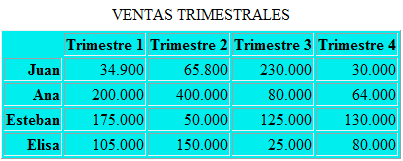 VENTAS TRIMESTRALES
Trimestre 1 Trimestre 2 Trimestre 3 Trimestre 4
Juan 34.900 65.800 230.000 30.000
Ana 200.000 400.000 80.000 64.000
Esteban 175.000 50.000 125.000 130.000
Elisa 105.000 150.000 25.000 80.000